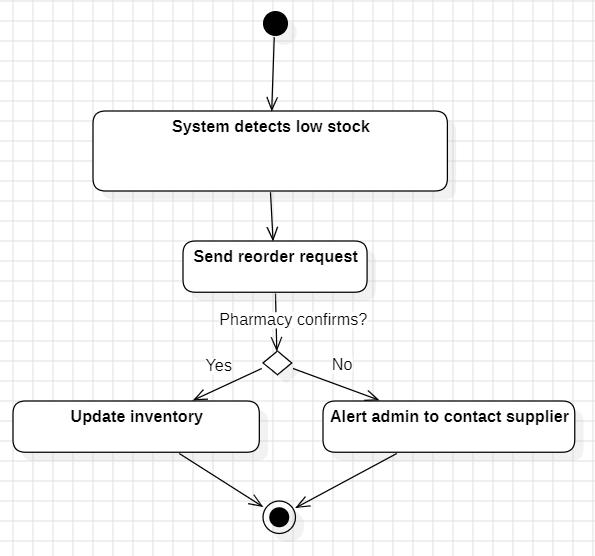 System detects low stock
Send reorder request
Pharmacy confirms?
Yes
No
Update inventory
Alert admin to contact supplier